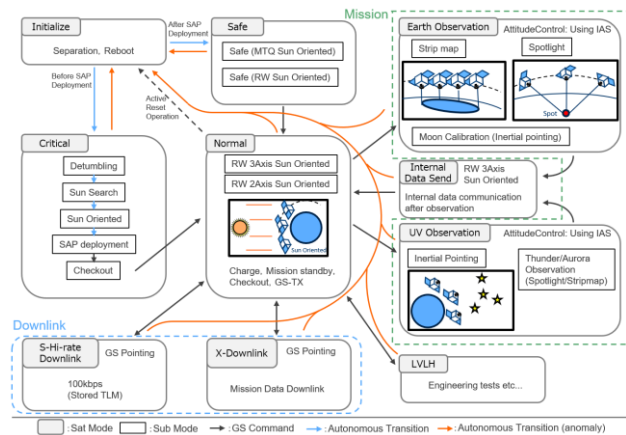 Initialize
Separation, Reboot
After SAP
Deployment
Safe
Safe (MTQ Sun Oriented)
Safe (RW Sun Oriented)
Mission
Earth Observation
AttitudeControl: Using IAS
Strip map
Spotlight
Spot
Moon Calibration (Inertial pointing)
Before SAP
Deployment
Active
Reset
Operation
Critical
Detumbling
Sun Search
Sun Oriented
SAP deployment
Checkout
Normal
RW 3Axis Sun Oriented
RW 2Axis Sun Oriented
Sun Oriented
Charge, Mission standby,
Checkout, GS-TX
Internal
Data Send
RW 3Axis
Sun Oriented
Internal data communication
after observation
UV Observation
AttitudeControl: Using IAS
Inertial Pointing
Thunder/Aurora
Observation
(Spotlight/Stripmap)
Downlink
S-Hi-rate
Downlink
GS Pointing
100kbps
(Stored TLM)
X-Downlink
GS Pointing
Mission Data Downlink
LVLH
Engineering tests etc...
: Sat Mode
: Sub Mode
: GS Command
: Autonomous Transition
: Autonomous Transition (anomaly)